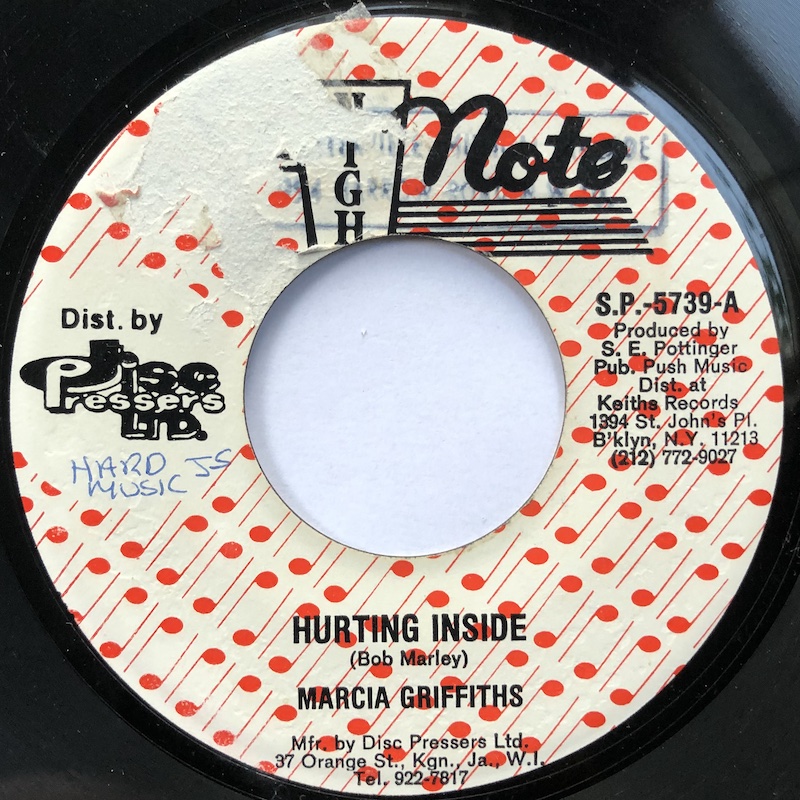 HIGH
Note
Dist. by
Disc
Pressers
LTD.
HARD JS
MUSIC
S.P.-5739-A
Produced by
S. E. Pottinger
Pub. Push Music
Dist. at
Keiths Records
1394 St. John's Pl.
B'klyn, N.Y. 11213
(212) 772-9027
HURTING INSIDE
(Bob Marley)
MARCIA GRIFFITHS
Mfr. by Disc Pressers Ltd.
37 Orange St., Kgn., Ja., W.I.
Tel. 922-7817